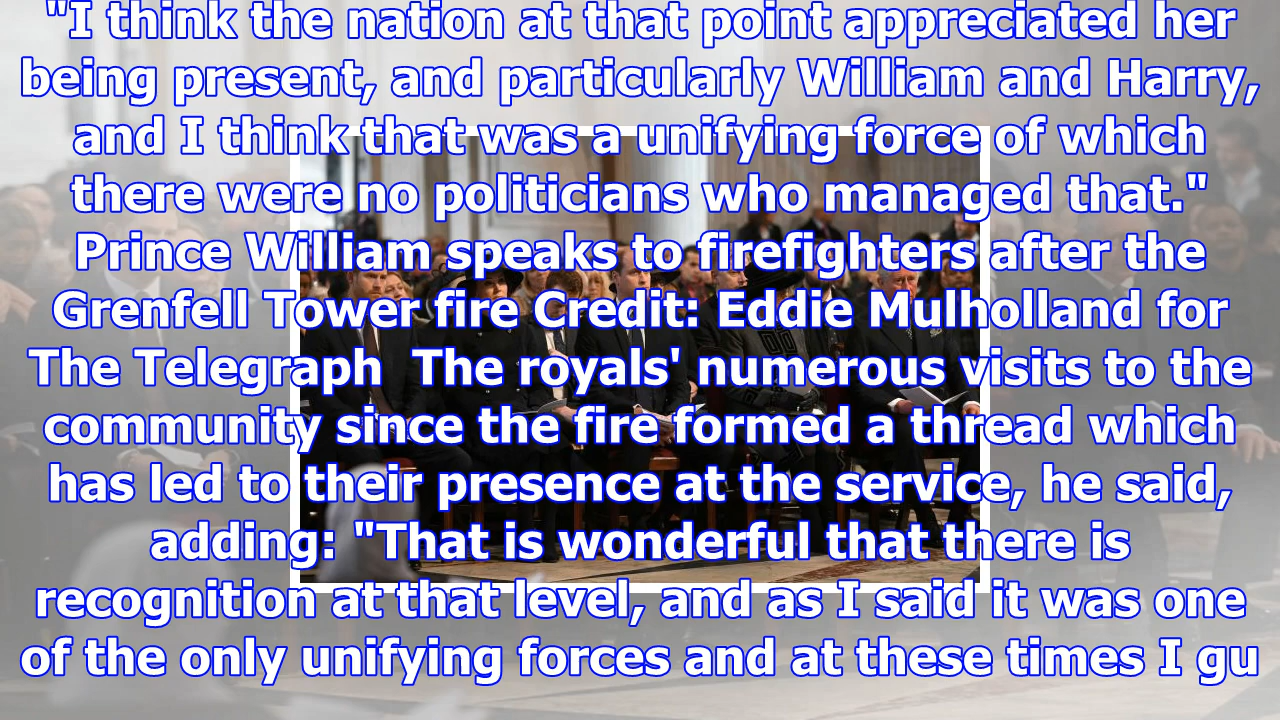 "I think the nation at that point appreciated her
being present, and particularly William and Harry,
and I think that was a unifying force of which
there were no politicians who managed that."
Prince William speaks to firefighters after the
Grenfell Tower fire Credit: Eddie Mulholland for
The Telegraph  The royals' numerous visits to the
community since the fire formed a thread which
has led to their presence at the service, he said,
adding: "That is wonderful that there is
recognition at that level, and as I said it was one
of the only unifying forces and at these times I gu